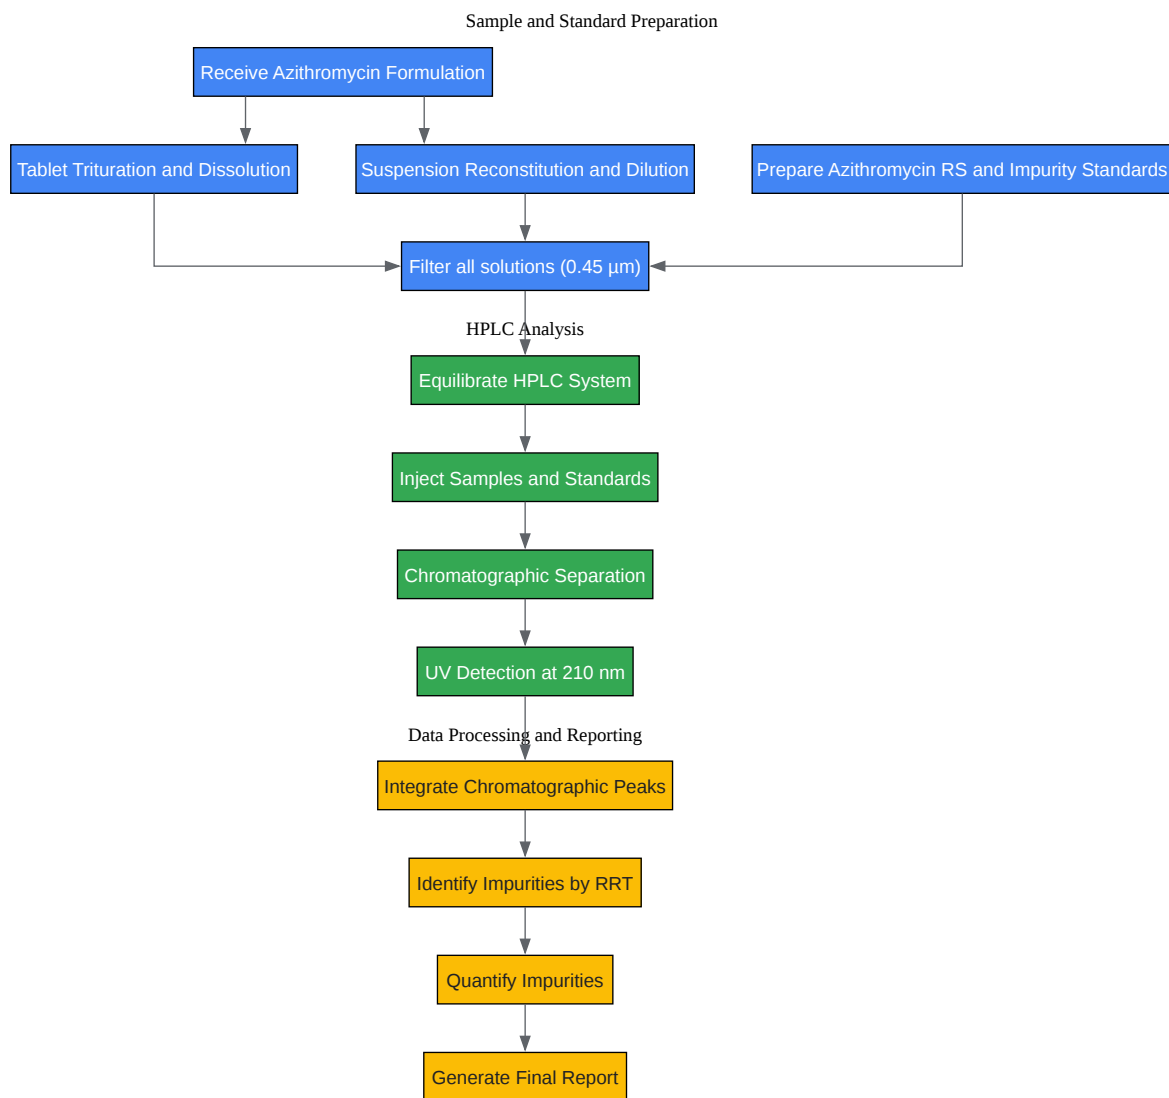 Sample and Standard Preparation
Receive Azithromycin Formulation
Tablet Trituration and Dissolution
Suspension Reconstitution and Dilution
Prepare Azithromycin RS and Impurity Standards
Filter all solutions (0.45 µm)
HPLC Analysis
Equilibrate HPLC System
Inject Samples and Standards
Chromatographic Separation
UV Detection at 210 nm
Data Processing and Reporting
Integrate Chromatographic Peaks
Identify Impurities by RRT
Quantify Impurities
Generate Final Report